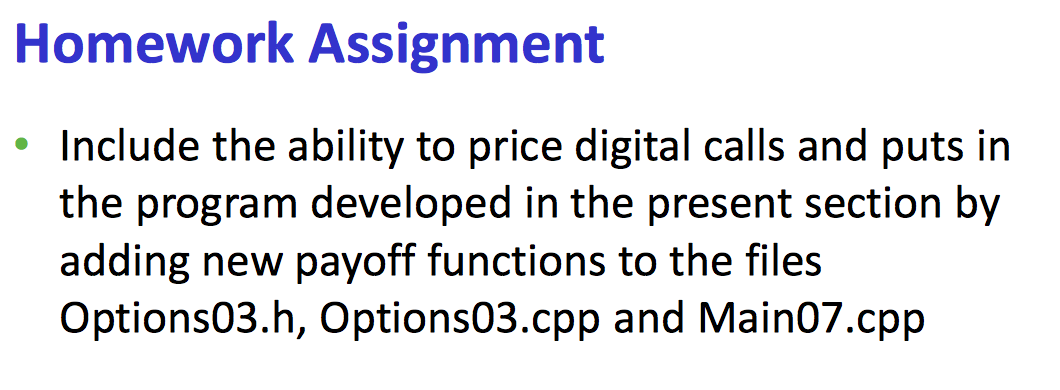 Homework Assignment
• Include the ability to price digital calls and puts in
the program developed in the present section by
adding new payoff functions to the files
Options03.h, Options03.cpp and Main07.cpp